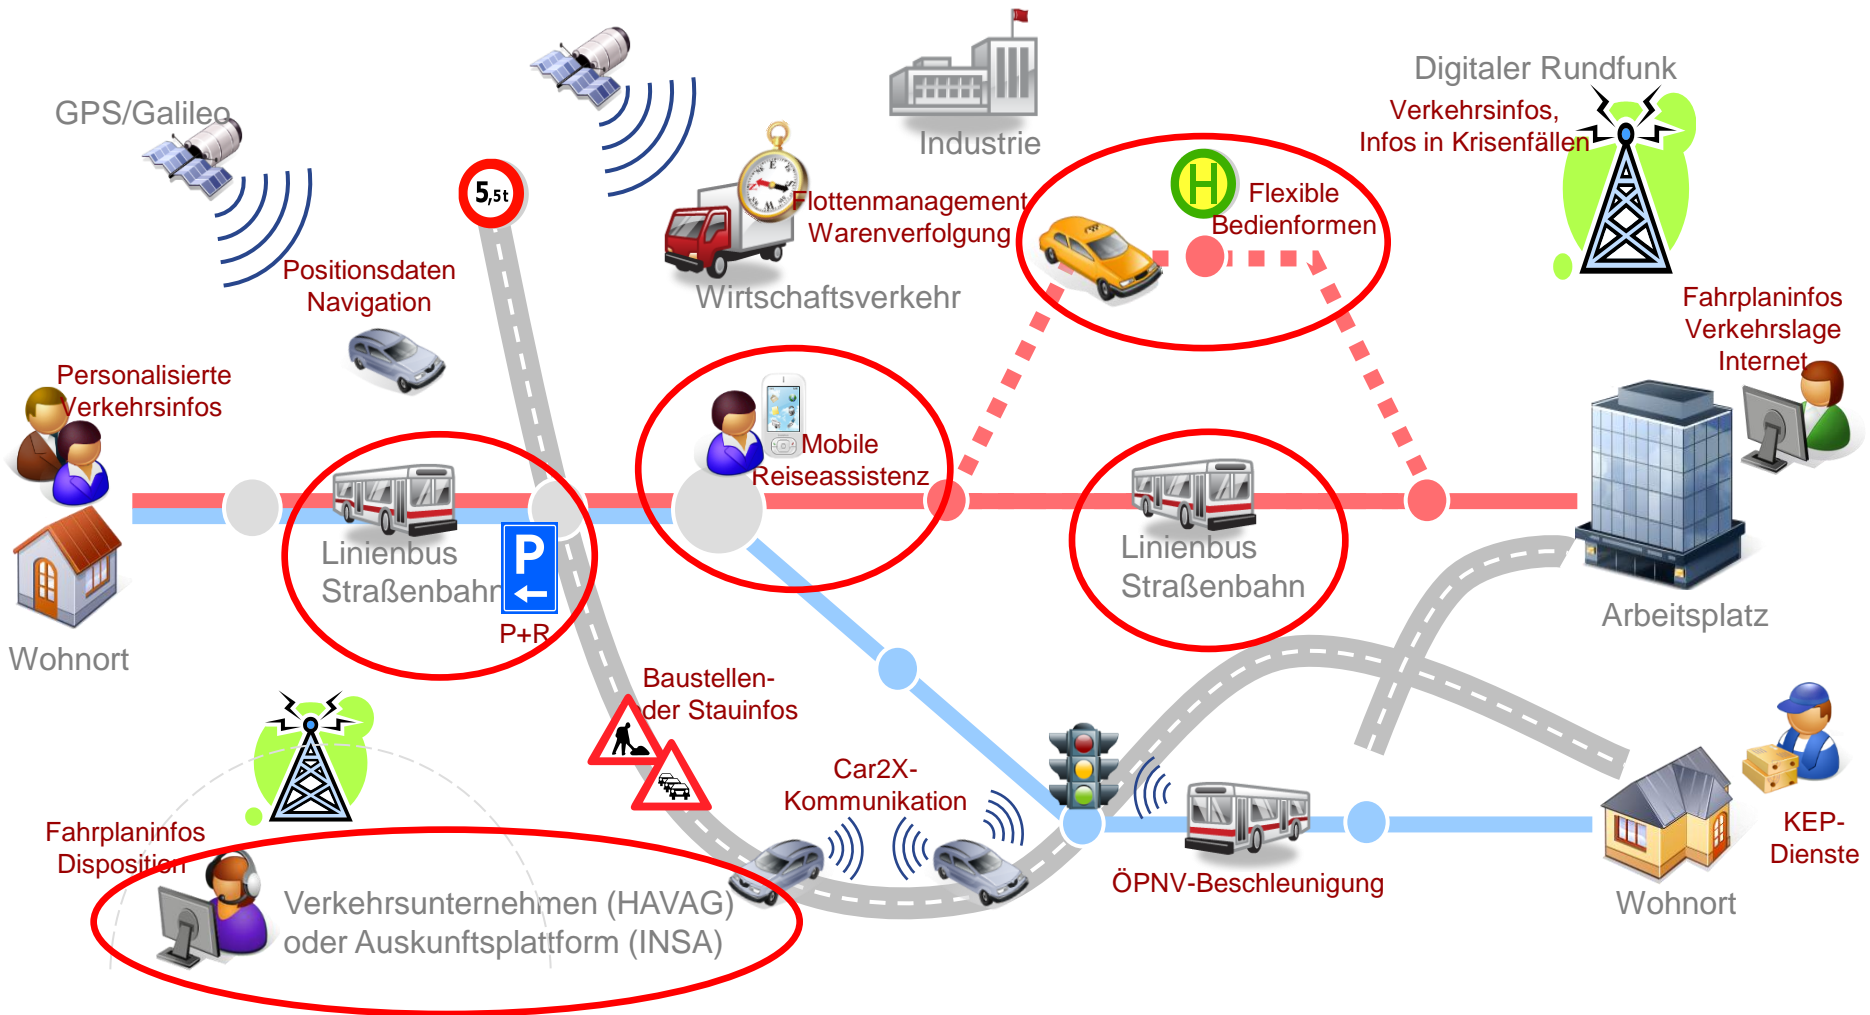 GPS/Galileo
Industrie
Digitaler Rundfunk
Verkehrsinfos,
Infos in Krisenfällen
5,5t
Flottenmanagement
Warenverfolgung
H
Flexible
Bedienformen
Positionsdaten
Navigation
Wirtschaftsverkehr
Fahrplaninfos
Verkehrslage
Internet
Personalisierte
Verkehrsinfos
Mobile
Reiseassistenz
Linienbus
Straßenbahn
P
P+R
Linienbus
Straßenbahn
Arbeitsplatz
Wohnort
Baustellen-
oder Stauinfos
Car2X-
Kommunikation
Fahrplaninfos
Disposition
KEP-
Dienste
ÖPNV-Beschleunigung
Verkehrsunternehmen (HAVAG)
oder Auskunftsplattform (INSA)
Wohnort